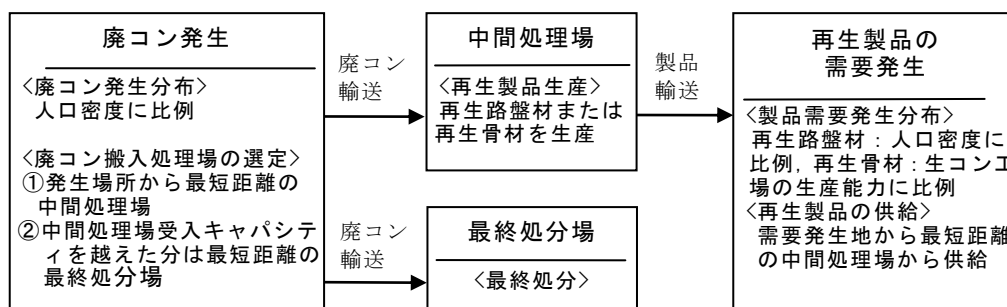 廃コン発生
<廃コン発生分布>
人口密度に比例
<廃コン搬入処理場の選定>
①発生場所から最短距離の
中間処理場
②中間処理場受入キャパシテ
ィを越えた分は最短距離の
最終処分場
廃コン
輸送
中間処理場
<再生製品生産>
再生路盤材または
再生骨材を生産
廃コン
輸送
最終処分場
<最終処分>
製品
輸送
再生製品の
需要発生
<製品需要発生分布>
再生路盤材：人口密度に
比例，再生骨材：生コン工
場の生産能力に比例
<再生製品の供給>
需要発生地から最短距離
の中間処理場から供給